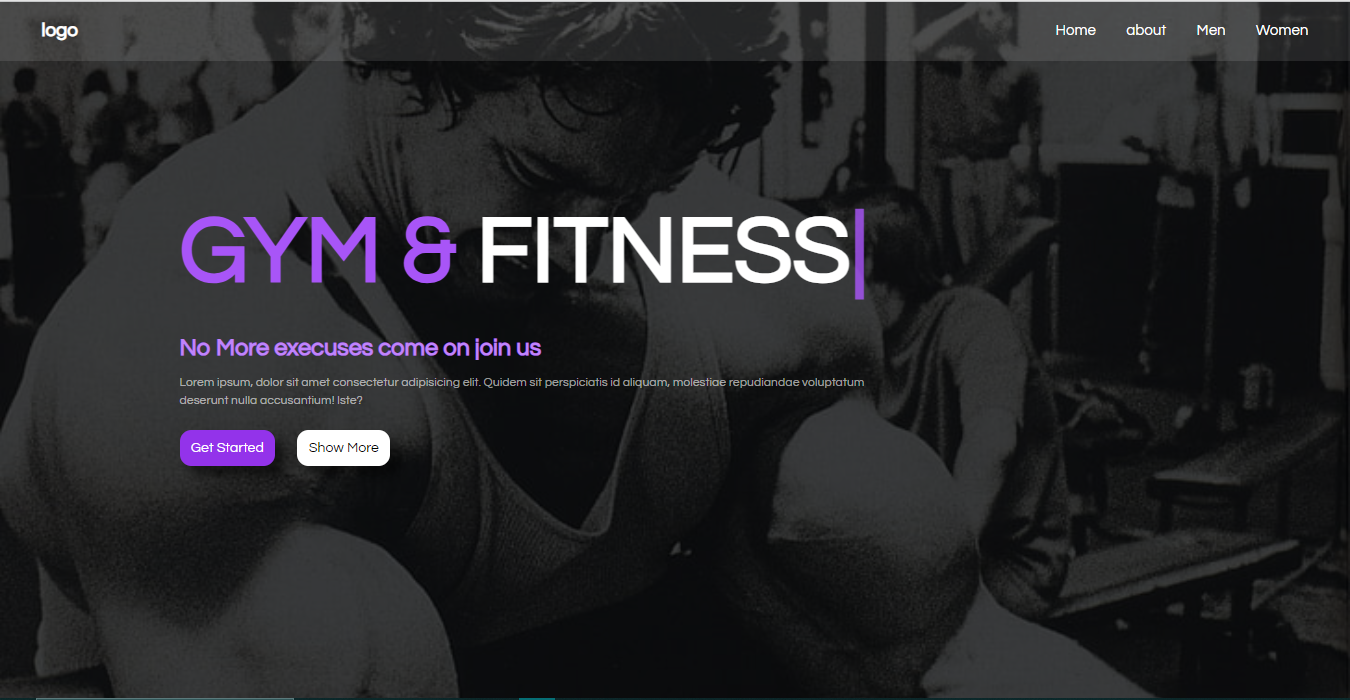 logo
Home about Men Women
GYM & FITNESS
No More execuses come on join us
Lorem ipsum, dolor sit amet consectetur adipisicing elit. Quidem sit perspiciatis id aliquam, molestiae repudiandae voluptatum
deserunt nulla accusantium! Iste?
Get Started Show More